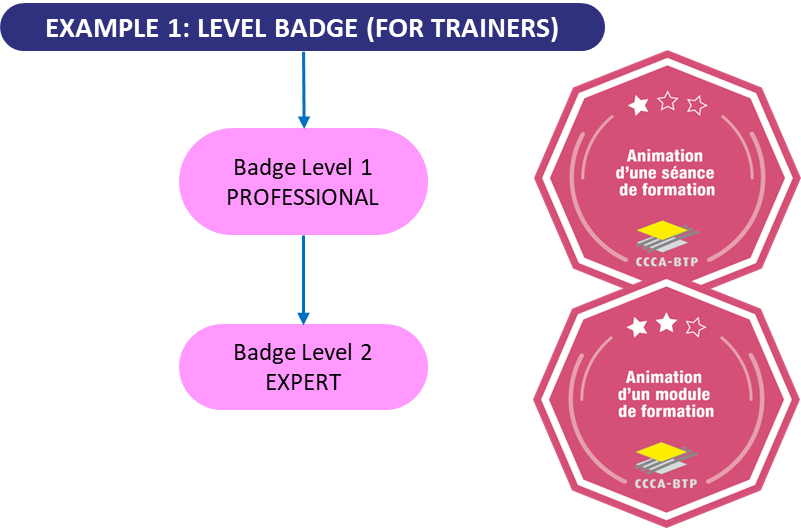 EXAMPLE 1: LEVEL BADGE (FOR TRAINERS)
Badge Level 1
PROFESSIONAL
Animation
d'une séance
de formation
CCCA-BTP
Badge Level 2
EXPERT
Animation
d'un module
de formation
CCCA-BTP